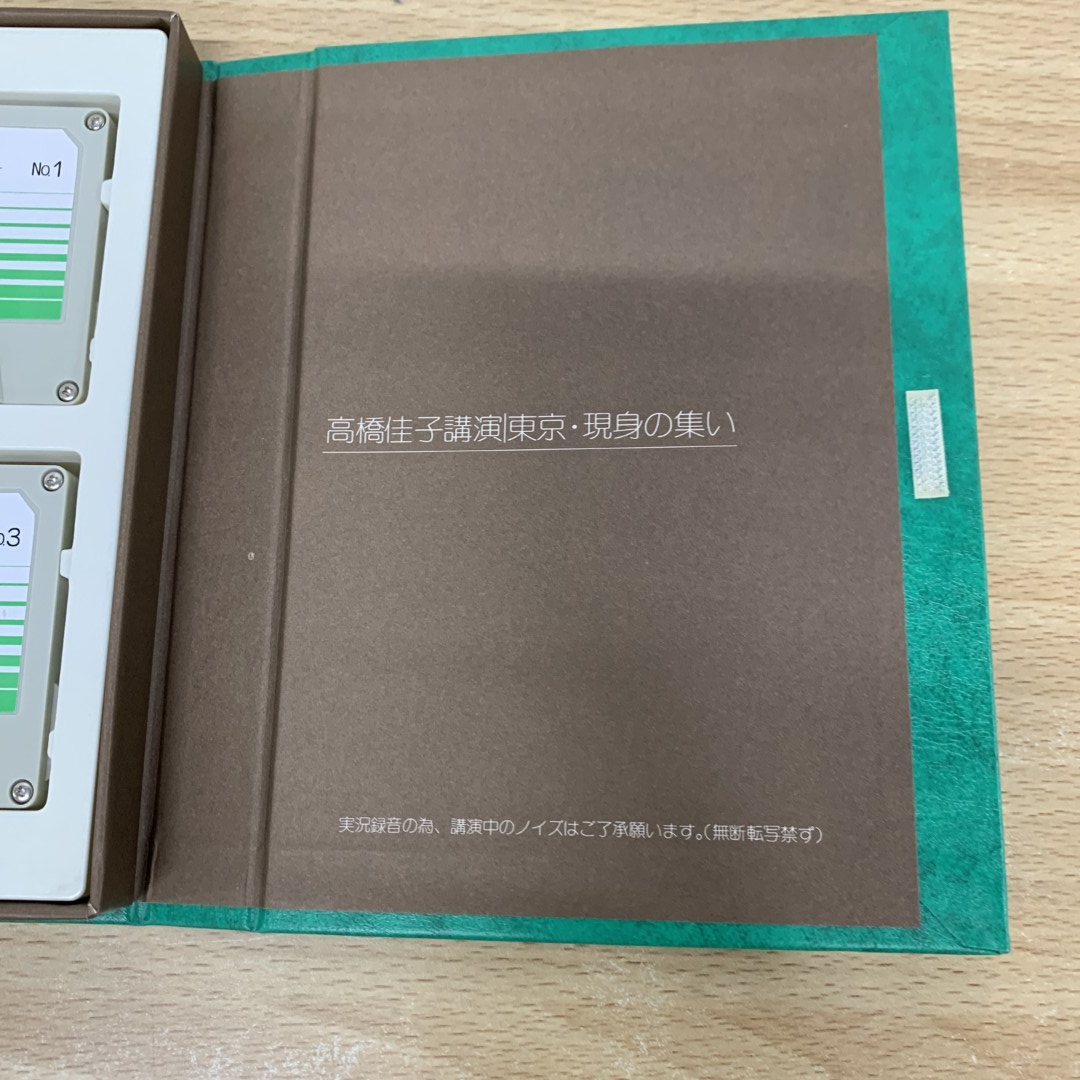 No.1
高橋佳子講演|東京・現身の集い
.3
実況録音の為、講演中のノイズはご了承願います。(無断転写禁ず)